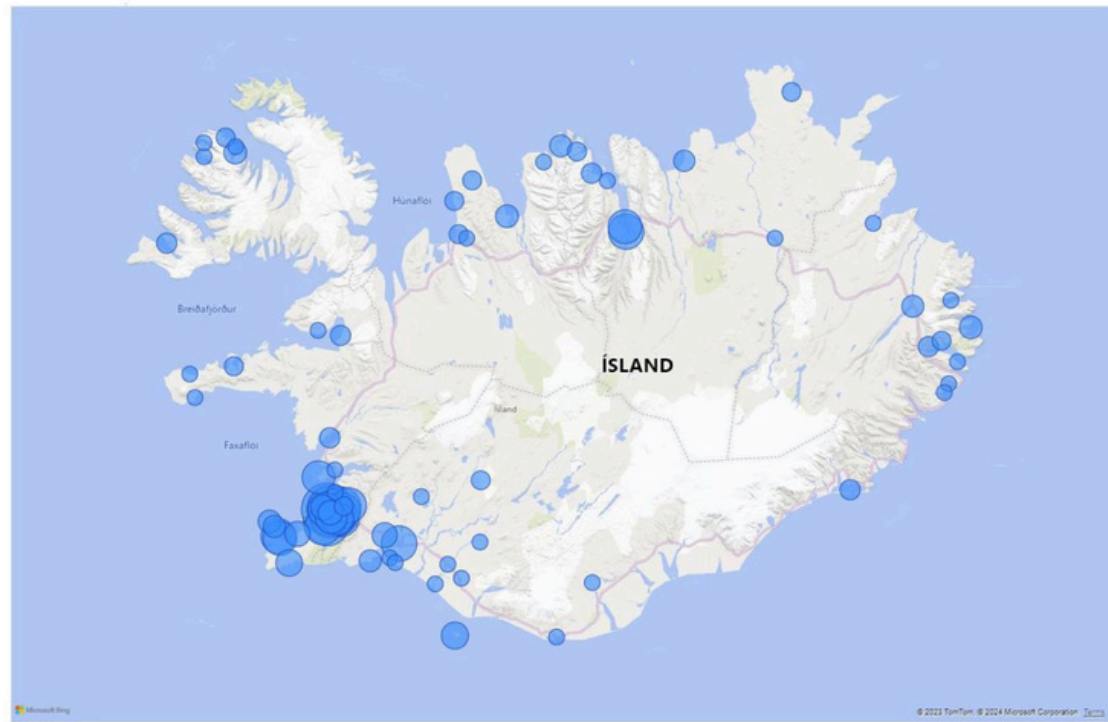 Húnaflói
Breiðafjörður
ÍSLAND
Ísland
Faxaflói
Microsoft Bing
© 2023 TomTom, © 2024 Microsoft Corporation Terms